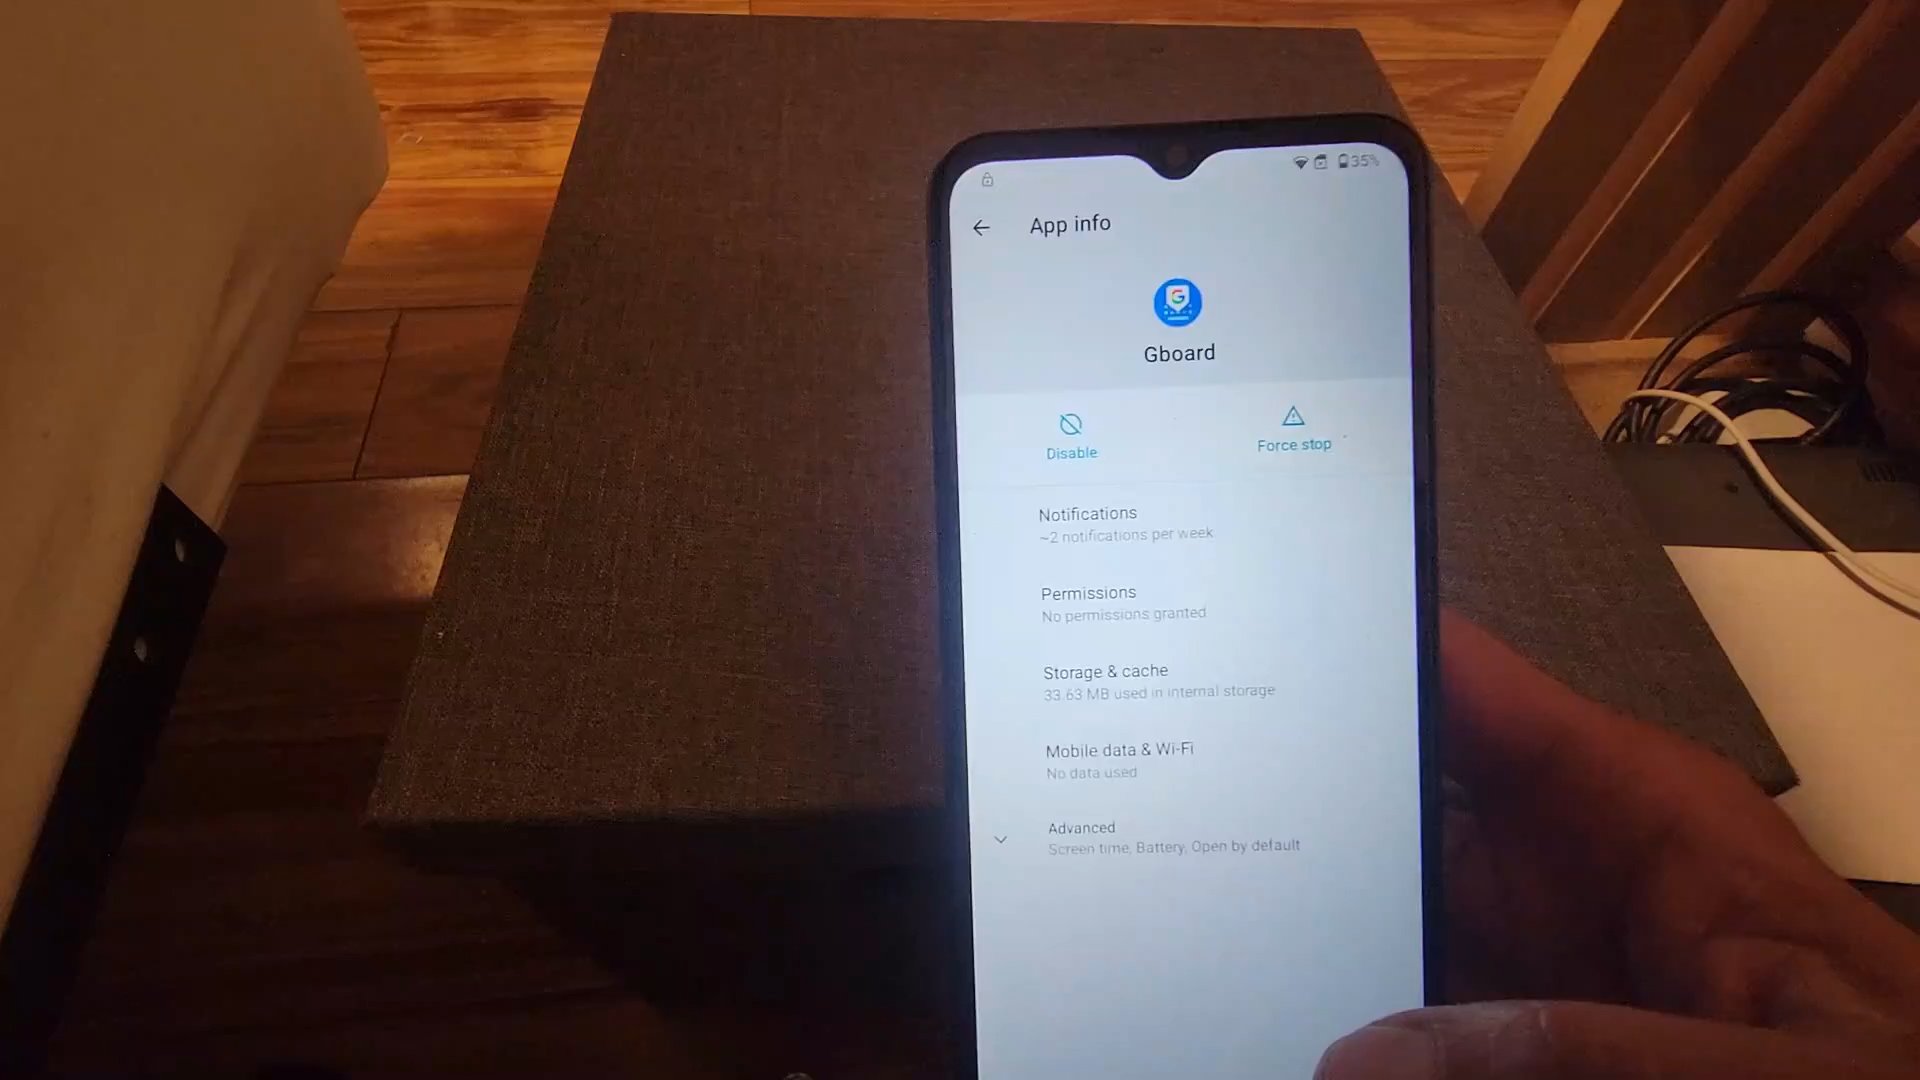 35%
App info
G
Gboard
Disable
Force stop
Notifications
~2 notifications per week
Permissions
No permissions granted
Storage & cache
33.63 MB used in internal storage
Mobile data & Wi-Fi
No data used
Advanced
Screen time, Battery, Open by default